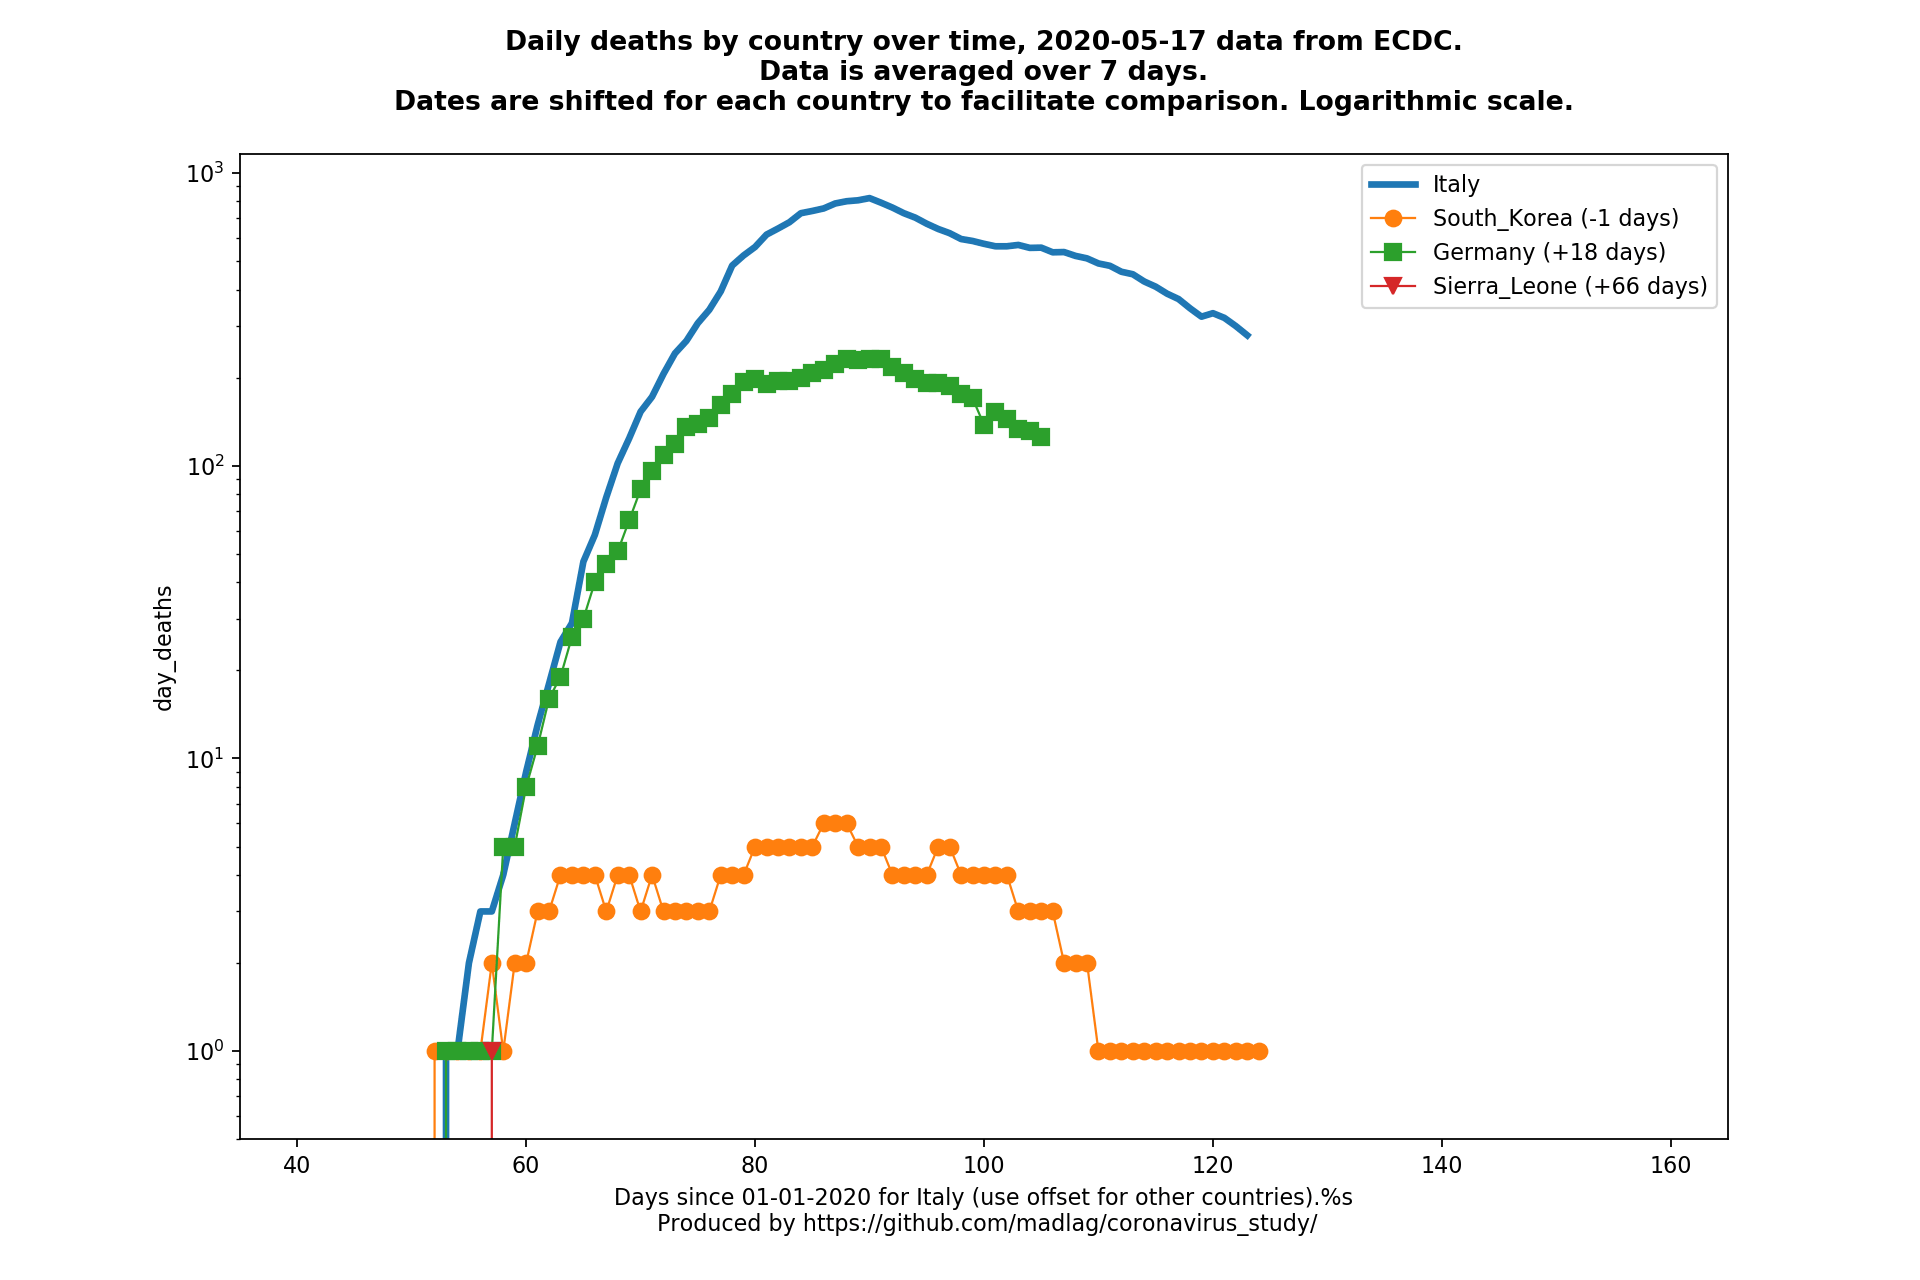 Daily deaths by country over time, 2020-05-17 data from ECDC.
Data is averaged over 7 days.
Dates are shifted for each country to facilitate comparison. Logarithmic scale.
10³
10²
10¹
10⁰
day_deaths
Italy
South_Korea (-1 days)
Germany (+18 days)
Sierra_Leone (+66 days)
40 60 80 100 120 140 160
Days since 01-01-2020 for Italy (use offset for other countries).%s
Produced by https://github.com/madlag/coronavirus_study/